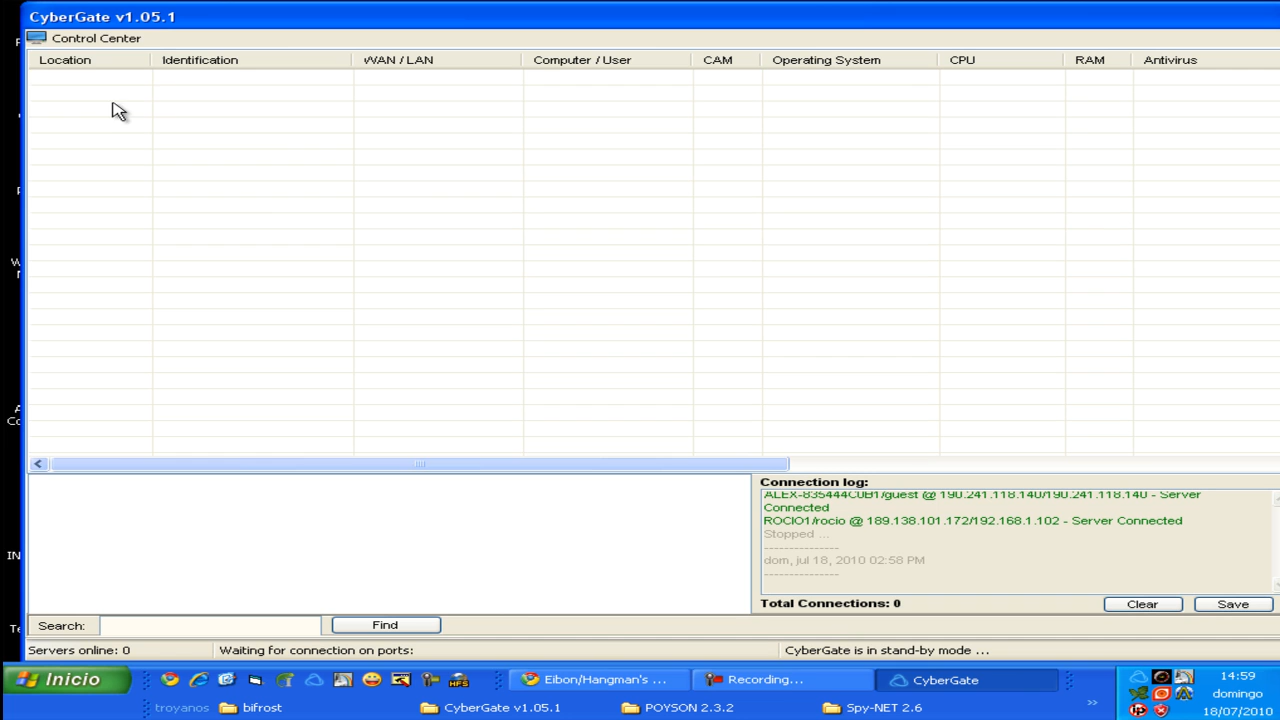 CyberGate v1.05.1
Control Center
Location Identification WAN / LAN Computer / User CAM Operating System CPU RAM Antivirus
Connection log:
ALEX-835444C0B1/guest @ 190.241.118.140/190.241.118.140 - Server
Connected
ROCIO1/rocio @ 189.138.101.172/192.168.1.102 - Server Connected
Stopped ...
---------------
dom, jul 18, 2010 02:58 PM
---------------
Total Connections: 0 Clear Save
Search: Find
Servers online: 0 Waiting for connection on ports: CyberGate is in stand-by mode ...
Inicio HFS Eibon/Hangman's ... Recording... CyberGate 14:59
domingo
troyanos bifrost CyberGate v1.05.1 POYSON 2.3.2 Spy-NET 2.6 » ip 18/07/2010